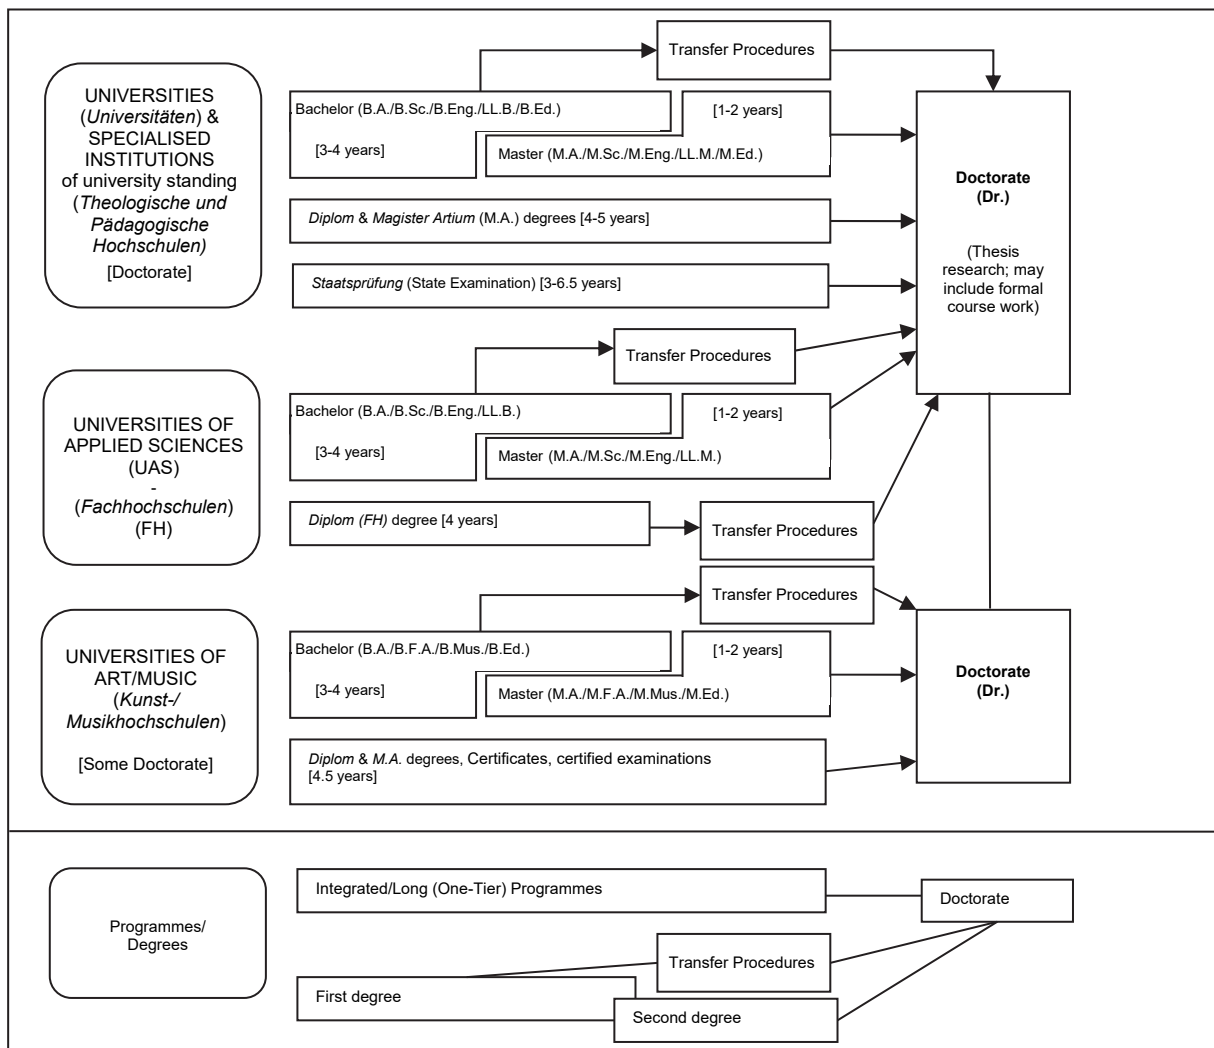 Transfer Procedures
UNIVERSITIES
(Universitäten) &
SPECIALISED
INSTITUTIONS
of university standing
(Theologische und
Pädagogische
Hochschulen)
[Doctorate]
. Bachelor (B.A./B.Sc./B.Eng./LL.B./B.Ed.)
[3-4 years]
[1-2 years]
Master (M.A./M.Sc./M.Eng./LL.M./M.Ed.)
Diplom & Magister Artium (M.A.) degrees [4-5 years]
Staatsprüfung (State Examination) [3-6.5 years]
Doctorate
(Dr.)
(Thesis
research; may
include formal
course work)
Transfer Procedures
UNIVERSITIES OF
APPLIED SCIENCES
(UAS)
-
(Fachhochschulen)
(FH)
. Bachelor (B.A./B.Sc./B.Eng./LL.B.)
[3-4 years]
[1-2 years]
Master (M.A./M.Sc./M.Eng./LL.M.)
Diplom (FH) degree [4 years]
Transfer Procedures
Transfer Procedures
UNIVERSITIES OF
ART/MUSIC
(Kunst-/
Musikhochschulen)
[Some Doctorate]
. Bachelor (B.A./B.F.A./B.Mus./B.Ed.)
[3-4 years]
[1-2 years]
Master (M.A./M.F.A./M.Mus./M.Ed.)
Diplom & M.A. degrees, Certificates, certified examinations
[4.5 years]
Doctorate
(Dr.)
Programmes/
Degrees
Integrated/Long (One-Tier) Programmes
Doctorate
Transfer Procedures
First degree
Second degree